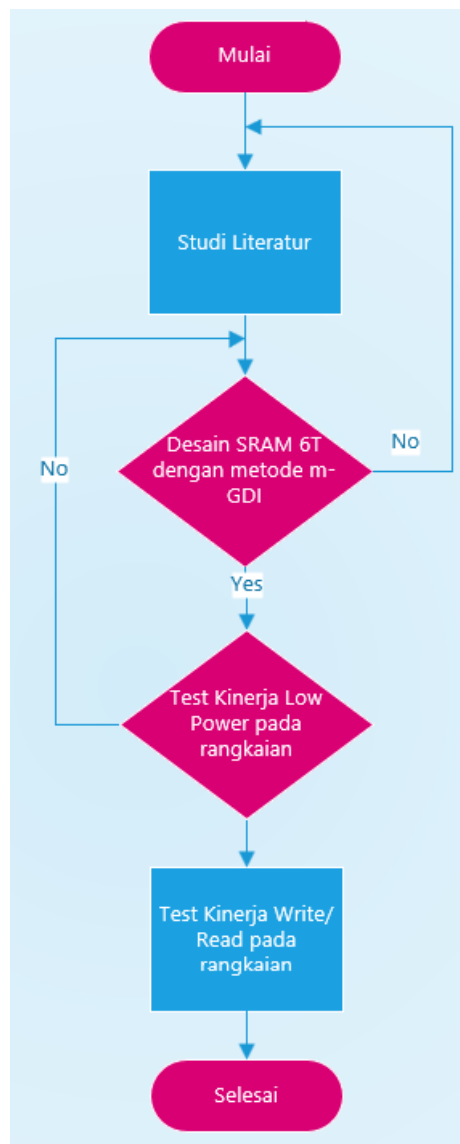 Mulai
Studi Literatur
Desain SRAM 6T
dengan metode m-
GDI
No
No
Yes
Test Kinerja Low
Power pada
rangkaian
Test Kinerja Write/
Read pada
rangkaian
Selesai